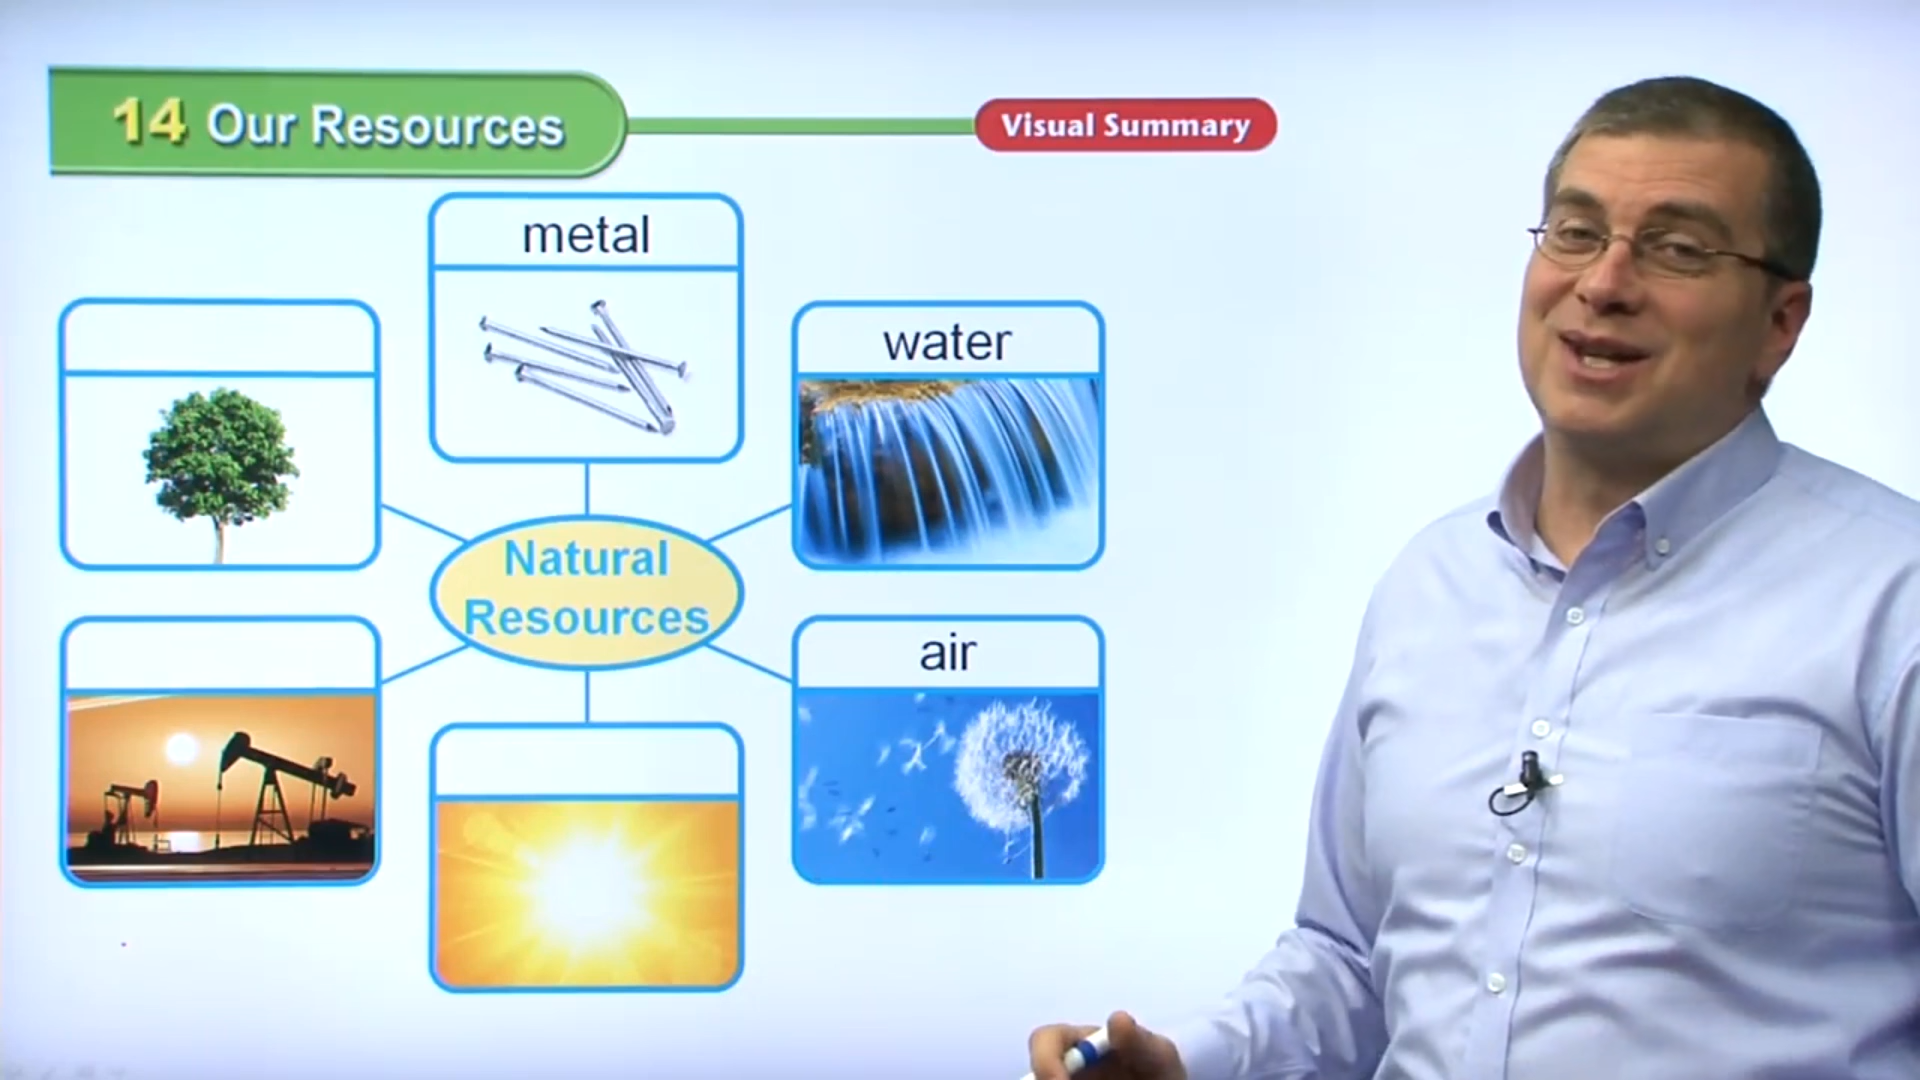 14 Our Resources
Visual Summary
metal
water
Natural
Resources
air